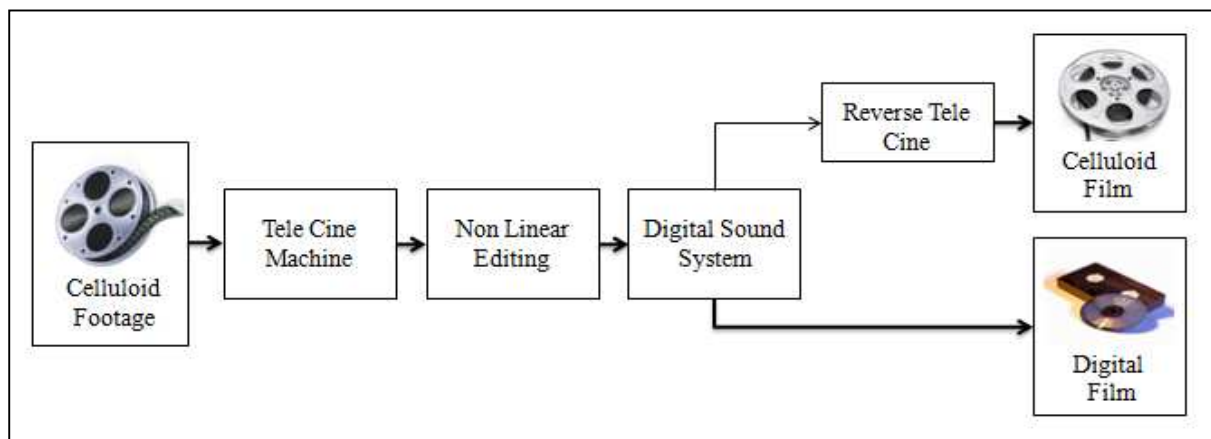 Celluloid
Footage
Tele Cine
Machine
Non Linear
Editing
Digital Sound
System
Reverse Tele
Cine
Celluloid
Film
Digital
Film